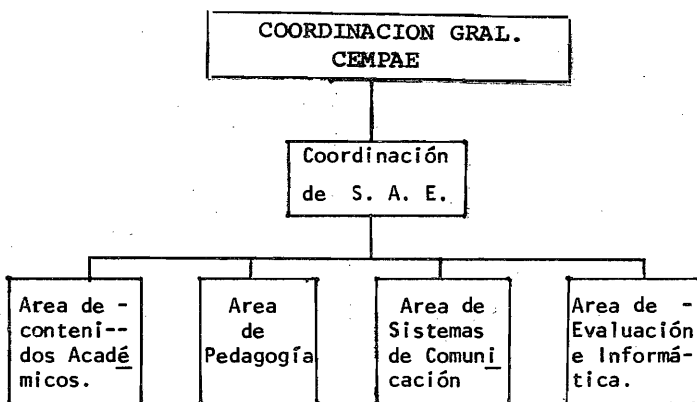 COORDINACION GRAL.
CEMPAE
Coordinación
de S. A. E.
Area de -
conteni--
dos Acadé
micos.
Area
de
Pedagogía
Area de
Sistemas
de Comuni
cación
Area de -
Evaluación
e Informá-
tica.